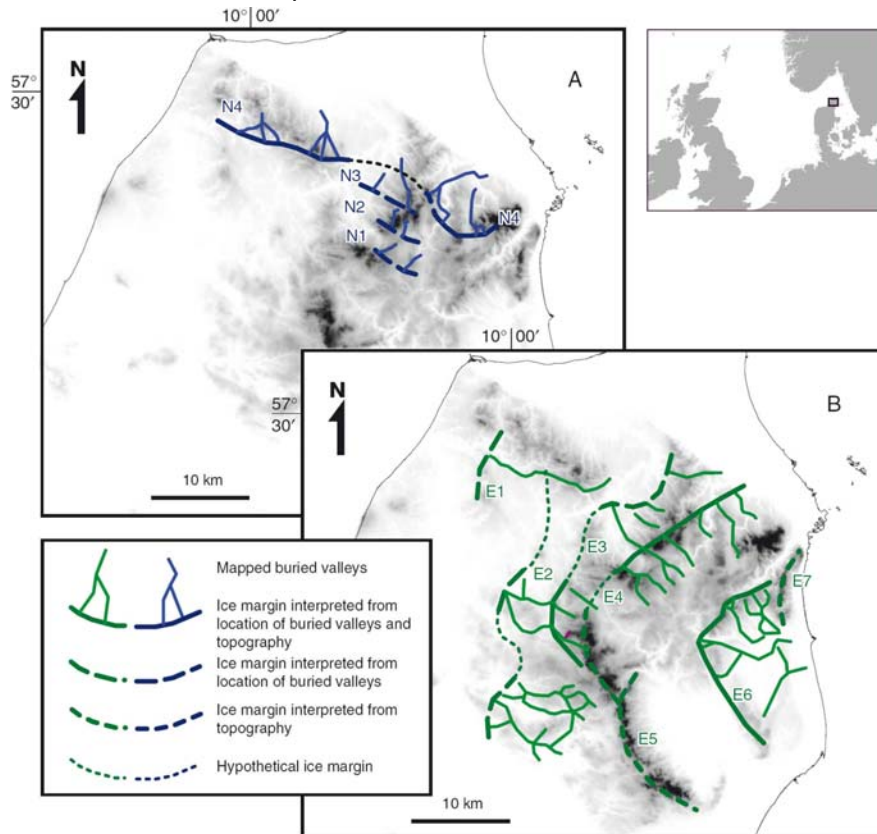 10° 00′
57°
30′
N
A
N4
N3
N2
N1
N4
10 km
10° 00′
57°
30′
N
B
E1
E2
E3
E4
E5
E6
E7
10 km
Mapped buried valleys
Ice margin interpreted from
location of buried valleys and
topography
Ice margin interpreted from
location of buried valleys
Ice margin interpreted from
topography
Hypothetical ice margin